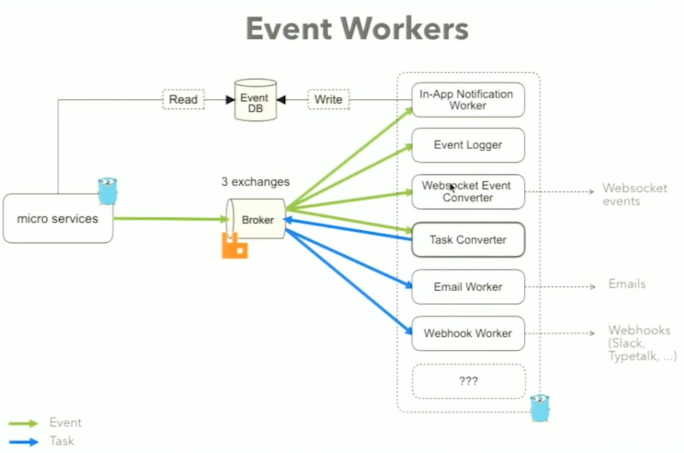 Event Workers
Read
Event
DB
Write
In-App Notification
Worker
Event Logger
3 exchanges
Websocket Event
Converter
Websocket
events
micro services
Broker
Task Converter
Email Worker
Emails
Webhook Worker
Webhooks
(Slack,
Typetalk, ...)
???
Event
Task